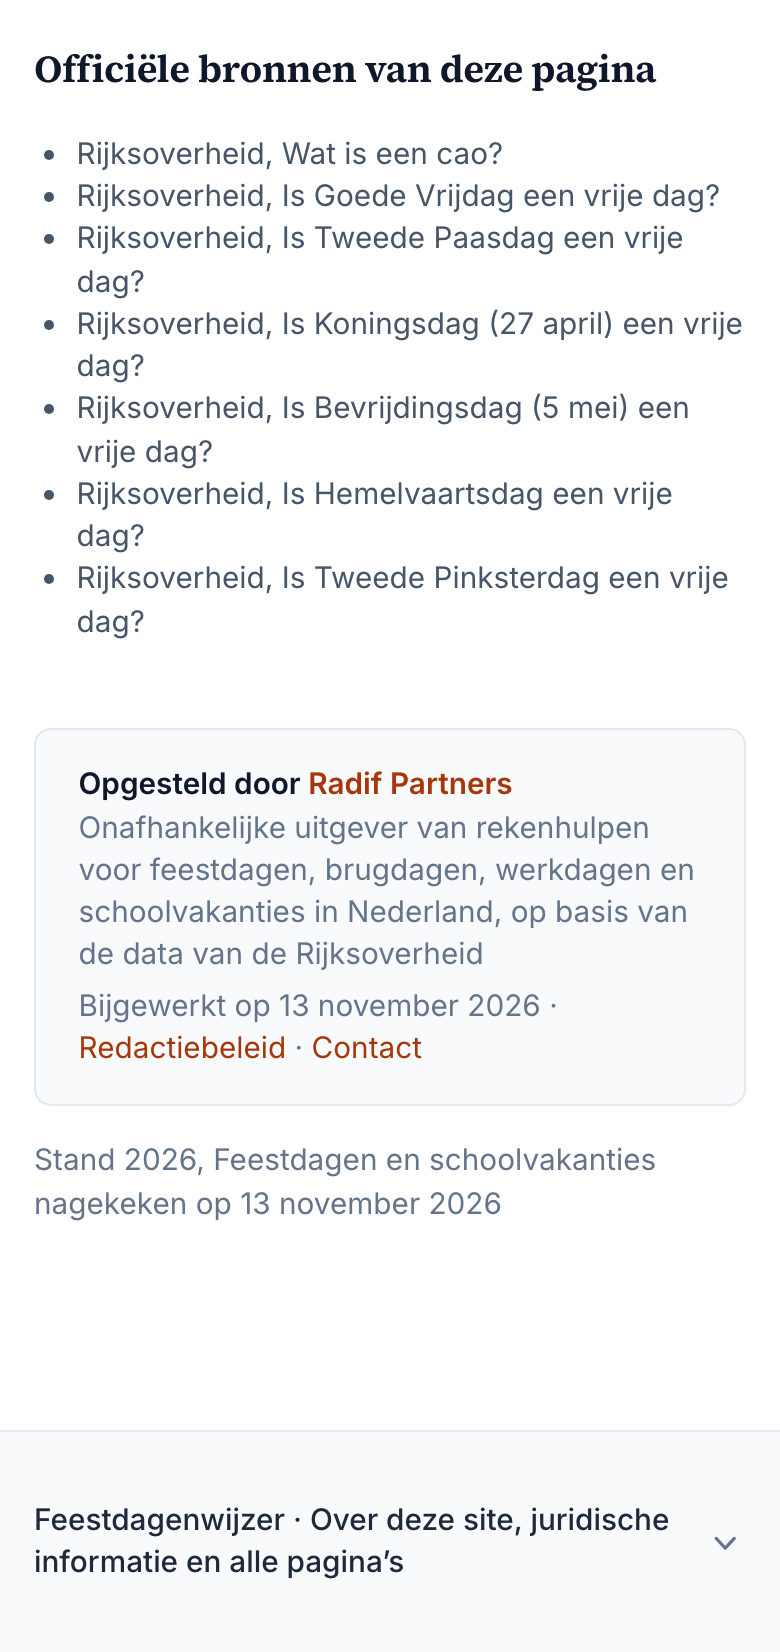 Officiële bronnen van deze pagina
• Rijksoverheid, Wat is een cao?
• Rijksoverheid, Is Goede Vrijdag een vrije dag?
• Rijksoverheid, Is Tweede Paasdag een vrije
dag?
• Rijksoverheid, Is Koningsdag (27 april) een vrije
dag?
• Rijksoverheid, Is Bevrijdingsdag (5 mei) een
vrije dag?
• Rijksoverheid, Is Hemelvaartsdag een vrije
dag?
• Rijksoverheid, Is Tweede Pinksterdag een vrije
dag?
Opgesteld door Radif Partners
Onafhankelijke uitgever van rekenhulpen
voor feestdagen, brugdagen, werkdagen en
schoolvakanties in Nederland, op basis van
de data van de Rijksoverheid
Bijgewerkt op 13 november 2026 ·
Redactiebeleid · Contact
Stand 2026, Feestdagen en schoolvakanties
nagekeken op 13 november 2026
Feestdagenwijzer · Over deze site, juridische
informatie en alle pagina’s